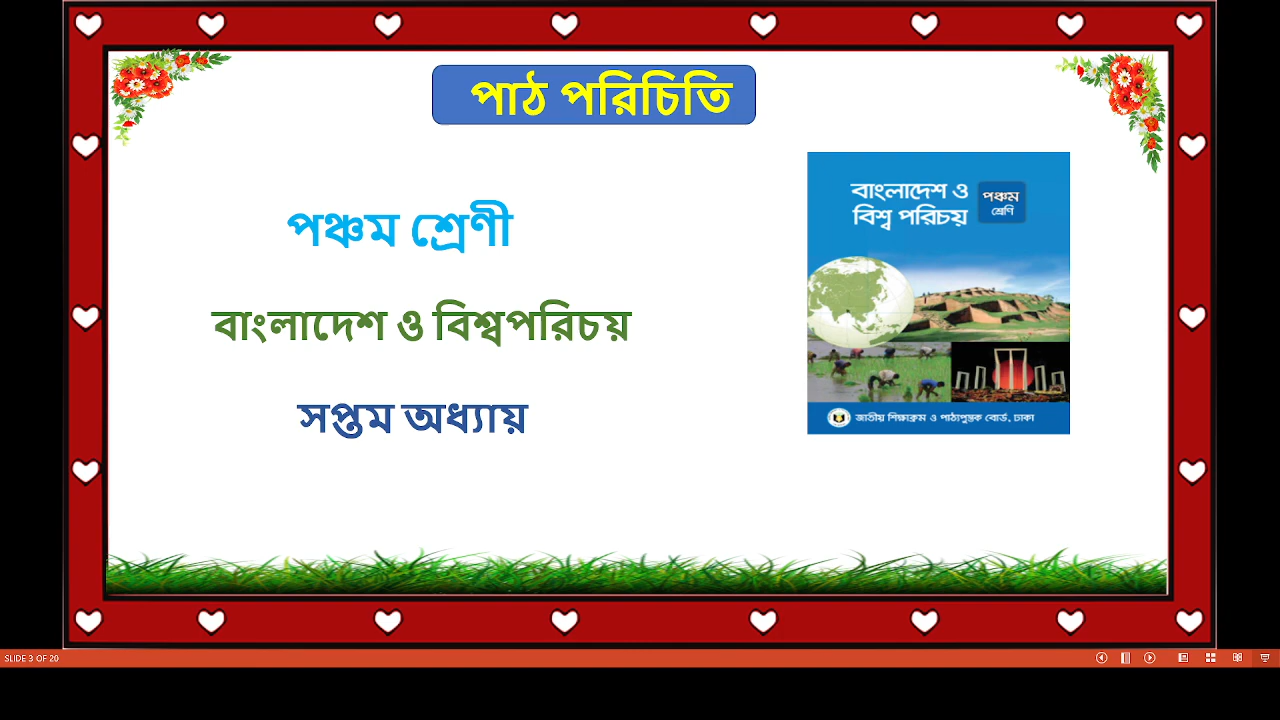 পাঠ পরিচিতি
পঞ্চম শ্রেণী
বাংলাদেশ ও বিশ্বপরিচয়
সপ্তম অধ্যায়
বাংলাদেশ ও
বিশ্ব পরিচয়
পঞ্চম
শ্রেণি
জাতীয় শিক্ষাক্রম ও পাঠ্যপুস্তক বোর্ড, ঢাকা
SLIDE 3 OF 20